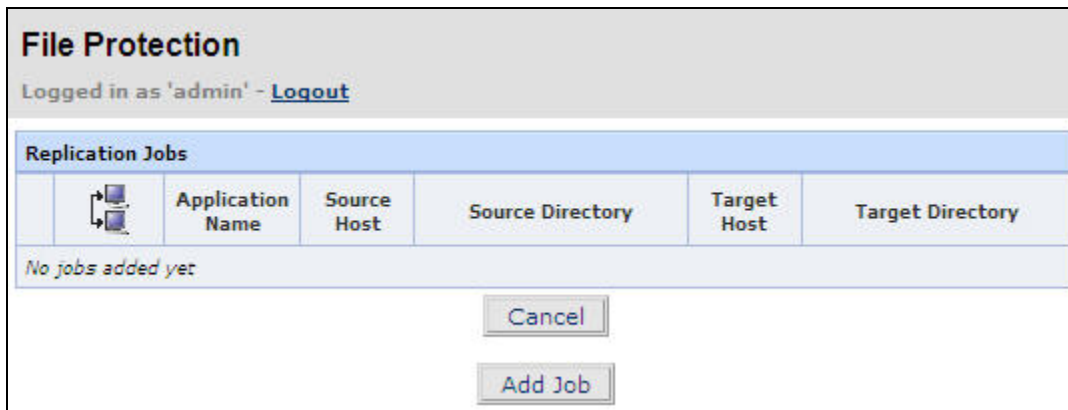 File Protection
Logged in as 'admin' - Logout
Replication Jobs
Application Name
Source Host
Source Directory
Target Host
Target Directory
No jobs added yet
Cancel
Add Job